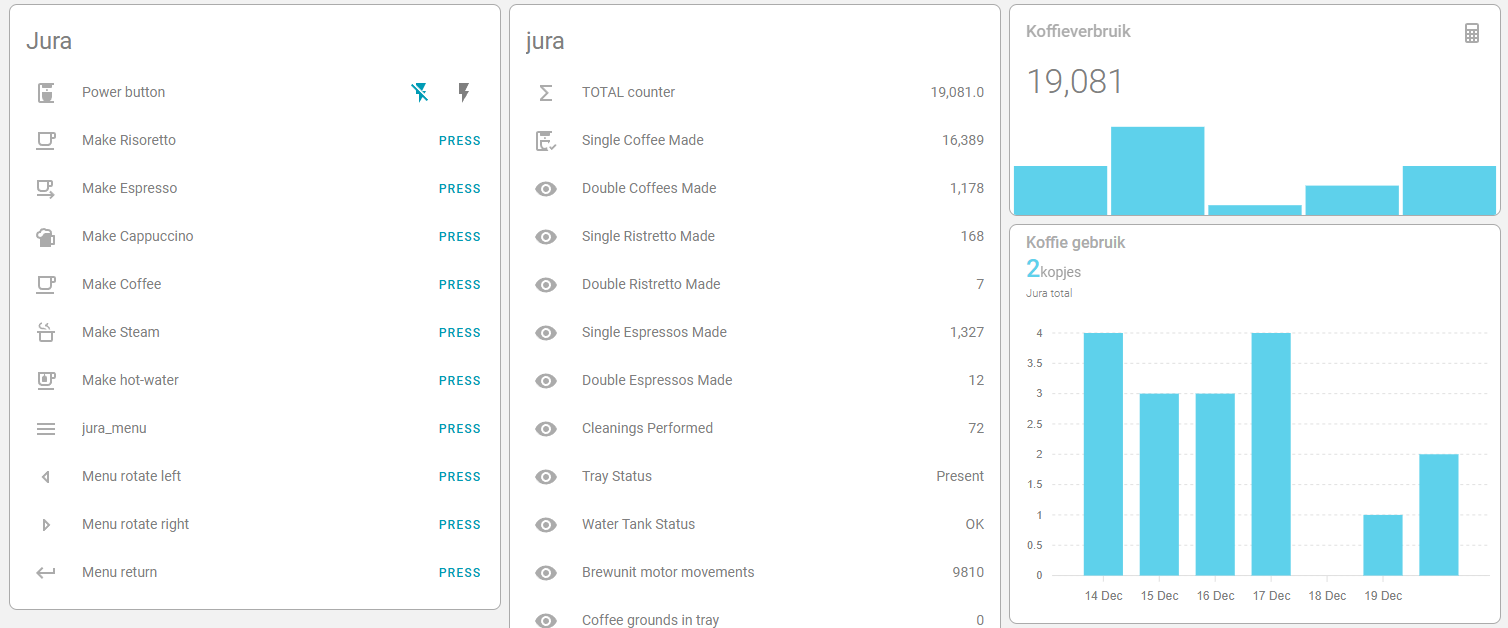 Jura
Power button
Make Risoretto PRESS
Make Espresso PRESS
Make Cappuccino PRESS
Make Coffee PRESS
Make Steam PRESS
Make hot-water PRESS
jura_menu PRESS
Menu rotate left PRESS
Menu rotate right PRESS
Menu return PRESS
jura
TOTAL counter 19,081.0
Single Coffee Made 16,389
Double Coffees Made 1,178
Single Ristretto Made 168
Double Ristretto Made 7
Single Espressos Made 1,327
Double Espressos Made 12
Cleanings Performed 72
Tray Status Present
Water Tank Status OK
Brewunit motor movements 9810
Coffee grounds in tray 0
Koffieverbruik
19,081
Koffie gebruik
2kopjes
Jura total
4
3.5
3
2.5
2
1.5
1
0.5
0
14 Dec 15 Dec 16 Dec 17 Dec 18 Dec 19 Dec